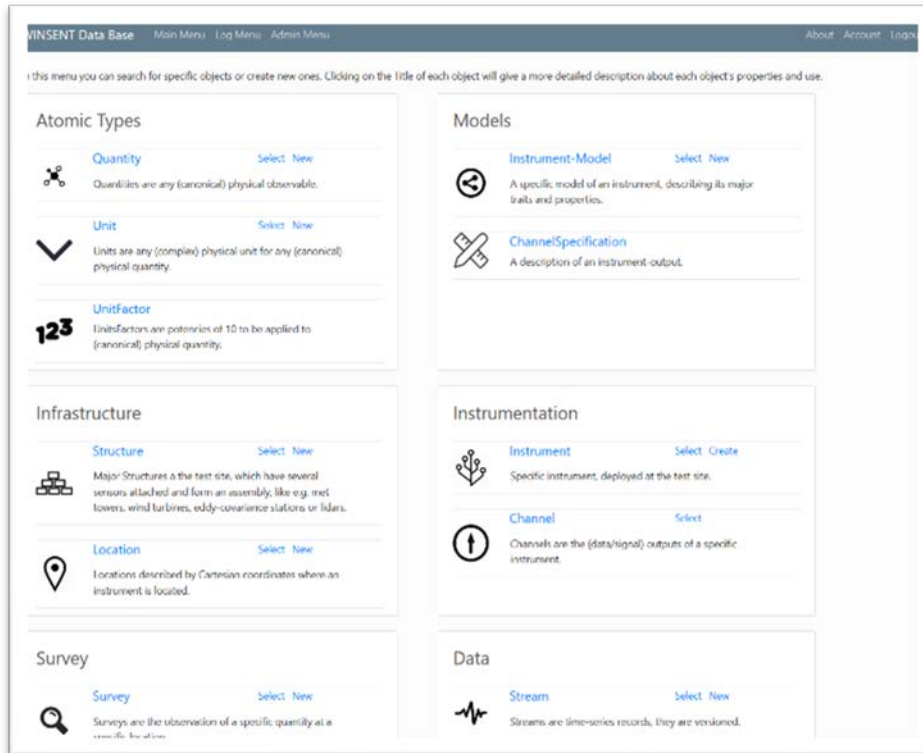 WINSENT Data Base Main Menu Log Menu Admin Menu About Account Logou
n this menu you can search for specific objects or create new ones. Clicking on the Title of each object will give a more detailed description about each object's properties and use.
Atomic Types
Quantity Select New
Quantities are any (canonical) physical observable.
Unit Select New
Units are any (complex) physical unit for any (canonical)
physical quantity.
UnitFactor
123
UnitsFactors are potencies of 10 to be applied to
(canonical) physical quantity.
Models
Instrument-Model Select New
A specific model of an instrument, describing its major
traits and properties.
ChannelSpecification
A description of an instrument-output.
Infrastructure
Structure Select New
Major Structures a the test site, which have several
sensors attached and form an assembly, like e.g. met
towers, wind turbines, eddy-covariance stations or lidars.
Location Select New
Locations described by Cartesian coordinates where an
instrument is located.
Instrumentation
Instrument Select Create
Specific instrument, deployed at the test site.
Channel Select
Channels are the (data/signal) outputs of a specific
instrument.
Survey
Survey Select New
Surveys are the observation of a specific quantity at a
specific location
Data
Stream Select New
Streams are time-series records, they are versioned.